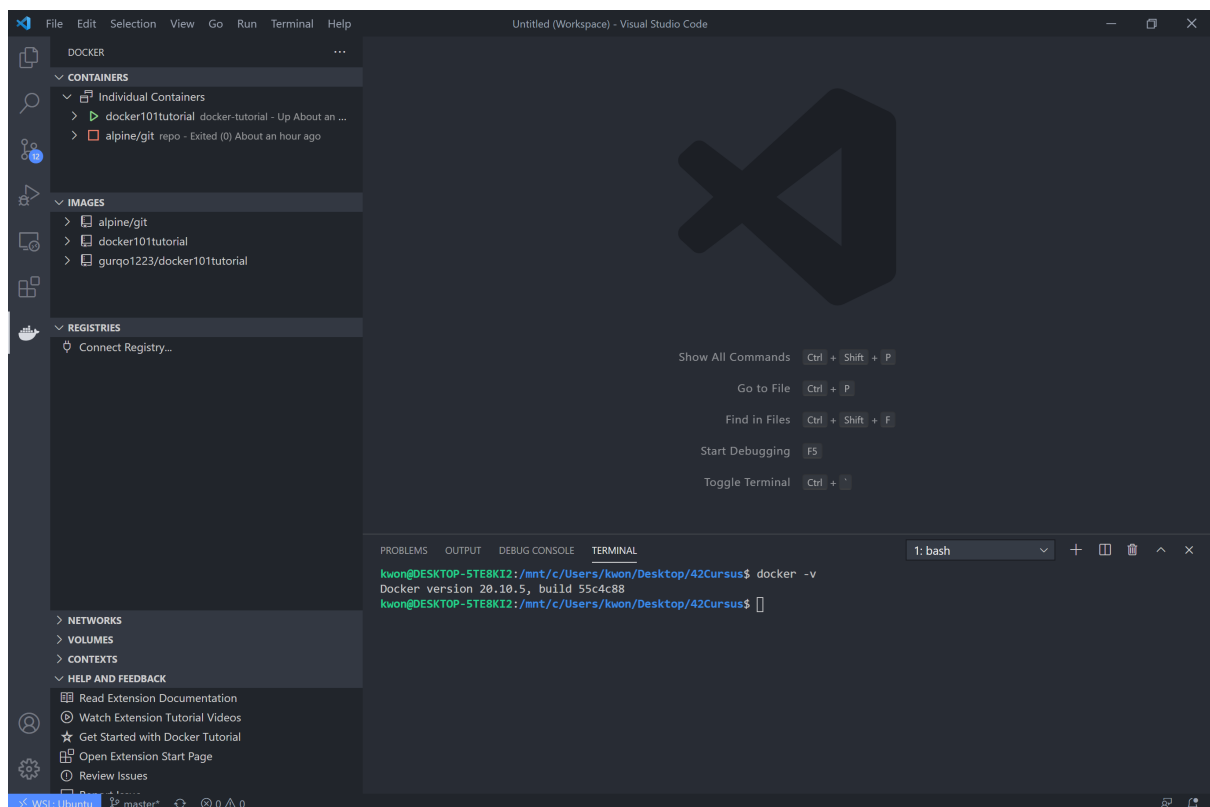 File Edit Selection View Go Run Terminal Help
Untitled (Workspace) - Visual Studio Code
DOCKER
CONTAINERS
Individual Containers
docker101tutorial docker-tutorial - Up About an ...
alpine/git repo - Exited (0) About an hour ago
12
IMAGES
alpine/git
docker101tutorial
gurqo1223/docker101tutorial
REGISTRIES
Connect Registry...
NETWORKS
VOLUMES
CONTEXTS
HELP AND FEEDBACK
Read Extension Documentation
Watch Extension Tutorial Videos
Get Started with Docker Tutorial
Open Extension Start Page
Review Issues
Show All Commands Ctrl + Shift + P
Go to File Ctrl + P
Find in Files Ctrl + Shift + F
Start Debugging F5
Toggle Terminal Ctrl + `
PROBLEMS OUTPUT DEBUG CONSOLE TERMINAL
1: bash
kwon@DESKTOP-5TE8KI2:/mnt/c/Users/kwon/Desktop/42Cursus$ docker -v
Docker version 20.10.5, build 55c4c88
kwon@DESKTOP-5TE8KI2:/mnt/c/Users/kwon/Desktop/42Cursus$
WSL: Ubuntu master* 0 0